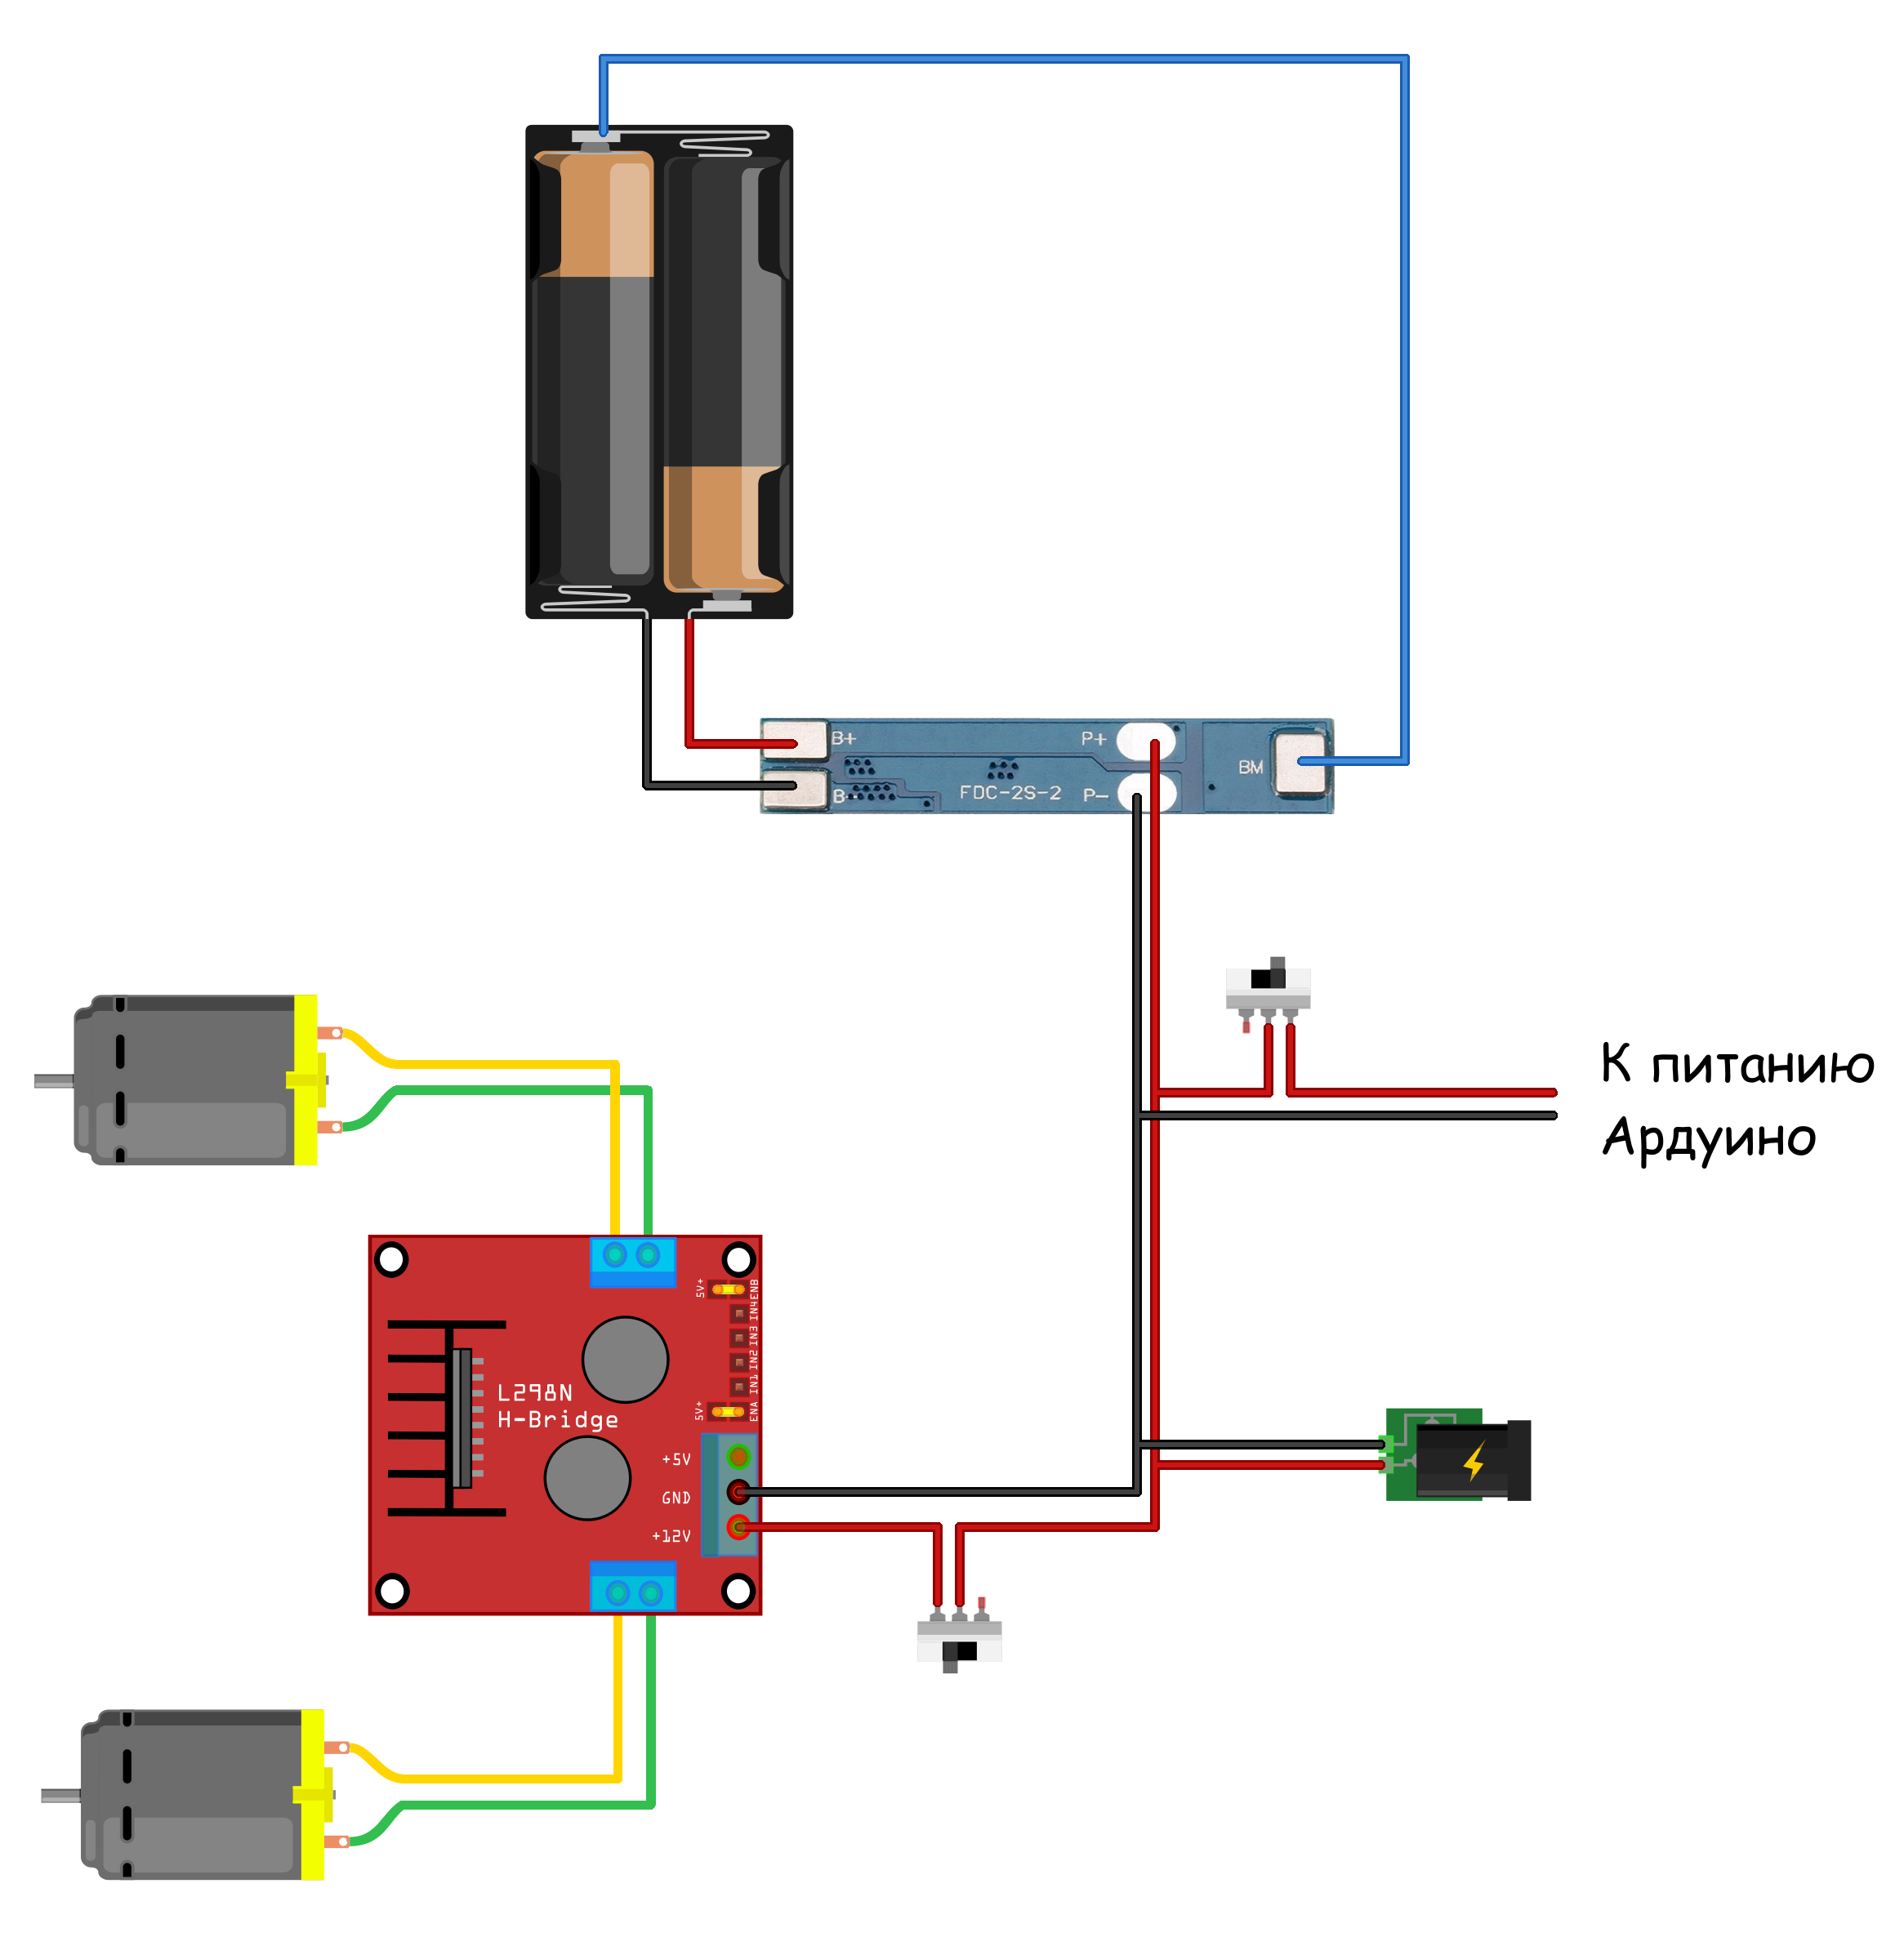 B+
P+
BM
B-
FDC-2S-2
P-
К питанию
Ардуино
5V+
ENB
IN4
IN3
IN2
IN1
L298N
H-Bridge
5V+
ENA
+5V
GND
+12V